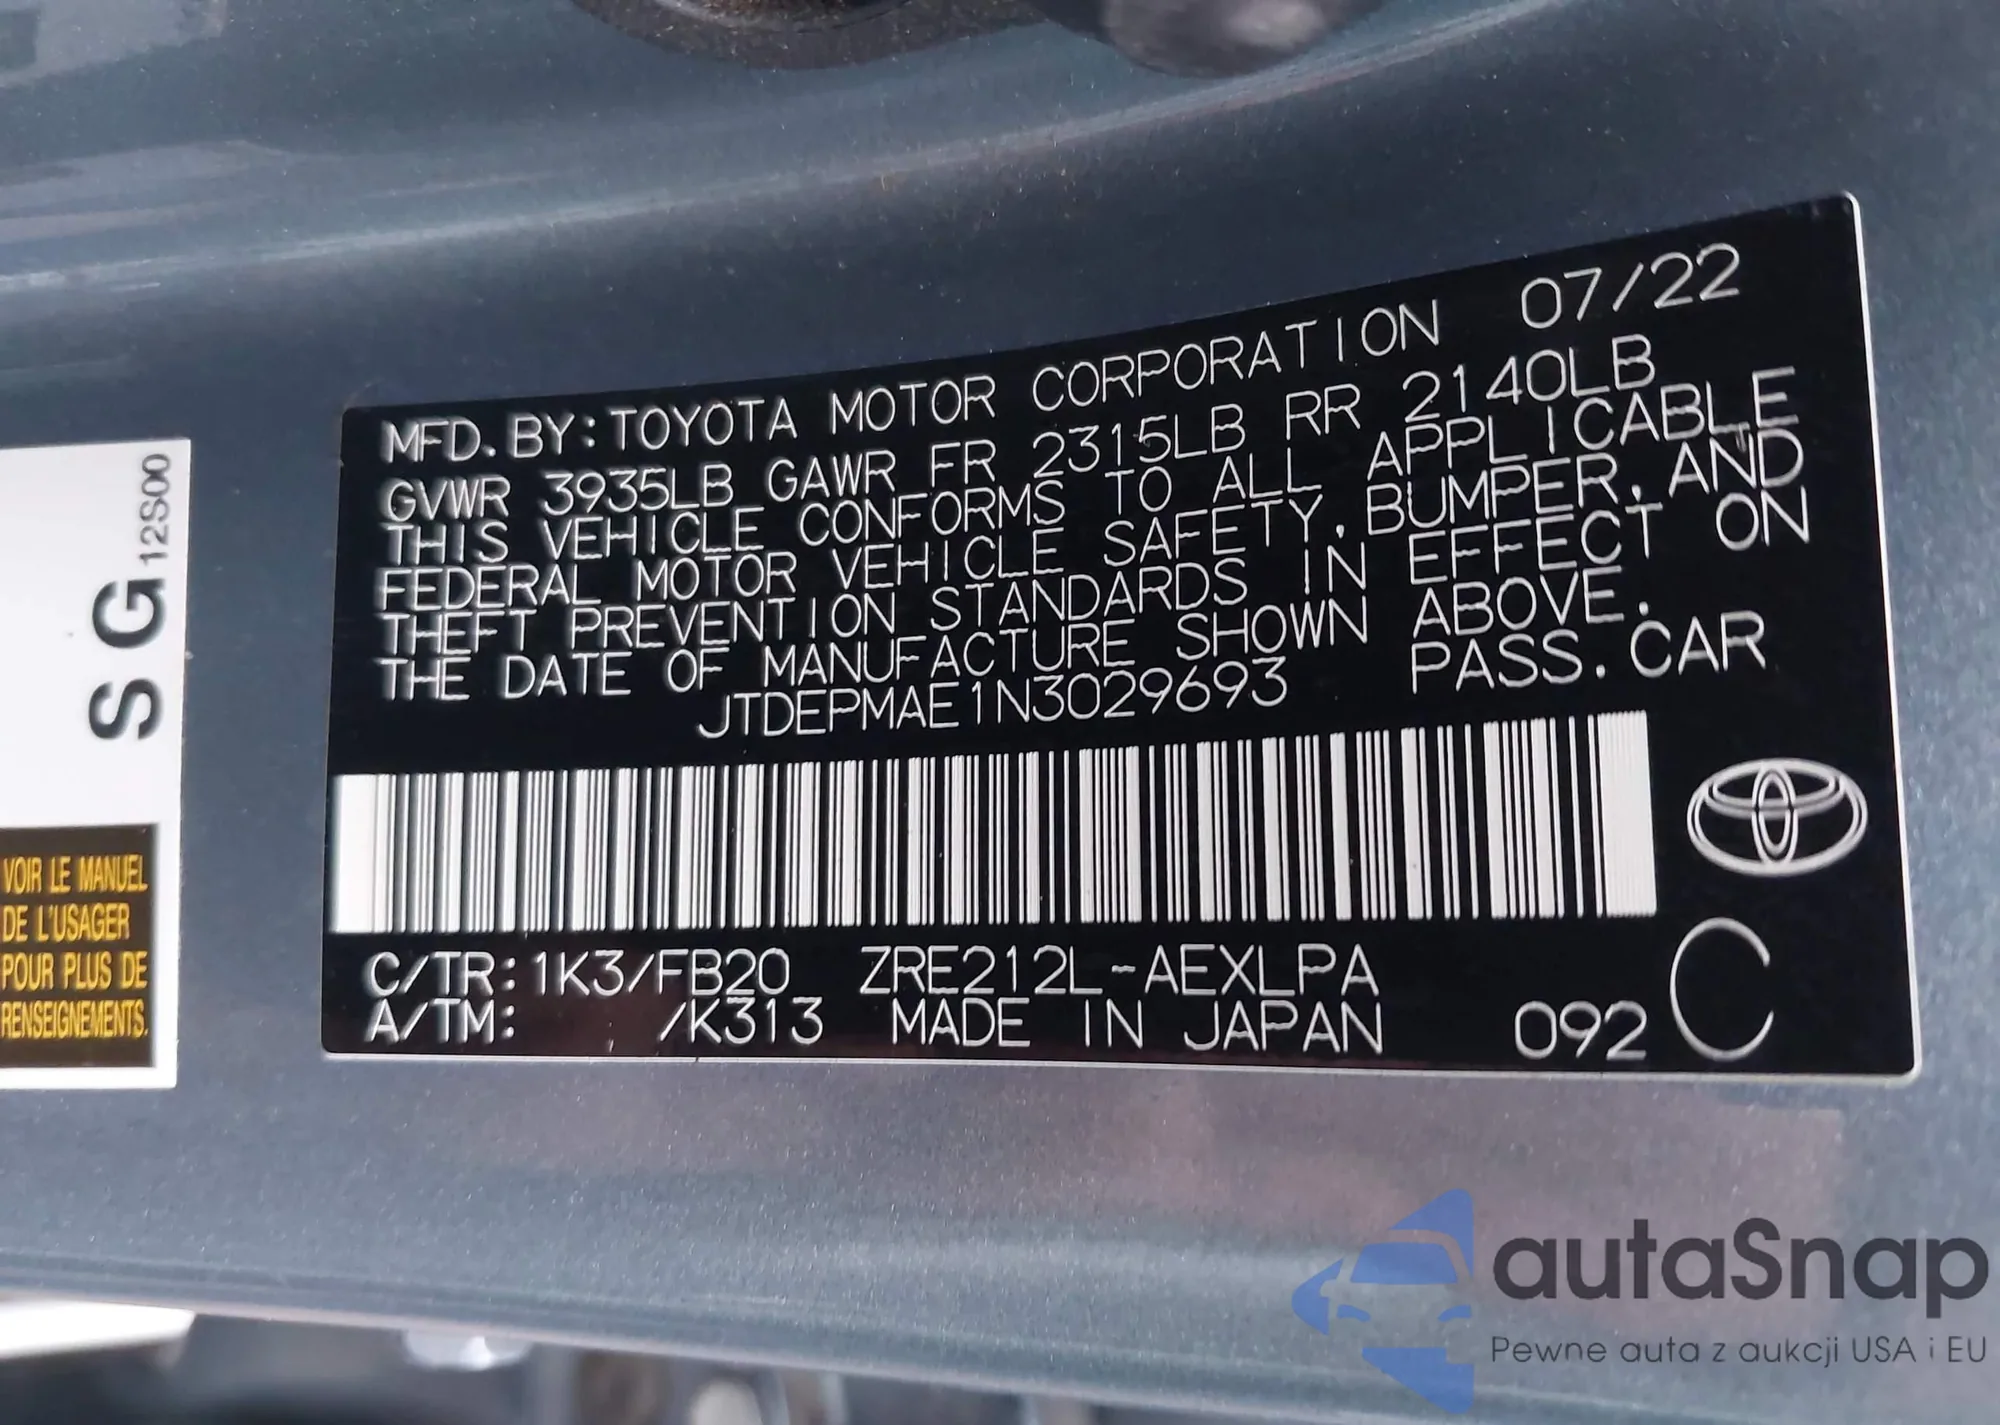 MFD. BY: TOYOTA MOTOR CORPORATION 07/22
GVWR 3935LB GAWR FR 2315LB RR 2140LB
THIS VEHICLE CONFORMS TO ALL APPLICABLE
FEDERAL MOTOR VEHICLE SAFETY, BUMPER, AND
THEFT PREVENTION STANDARDS IN EFFECT ON
THE DATE OF MANUFACTURE SHOWN ABOVE.
JTDEPMAE1N3029693 PASS. CAR
C/TR: 1K3/FB20 ZRE212L-AEXLPA
A/TM: /K313 MADE IN JAPAN 092 C
S G 12S00
VOIR LE MANUEL
DE L'USAGER
POUR PLUS DE
RENSEIGNEMENTS.
autaSnap
Pewne auta z aukcji USA i EU